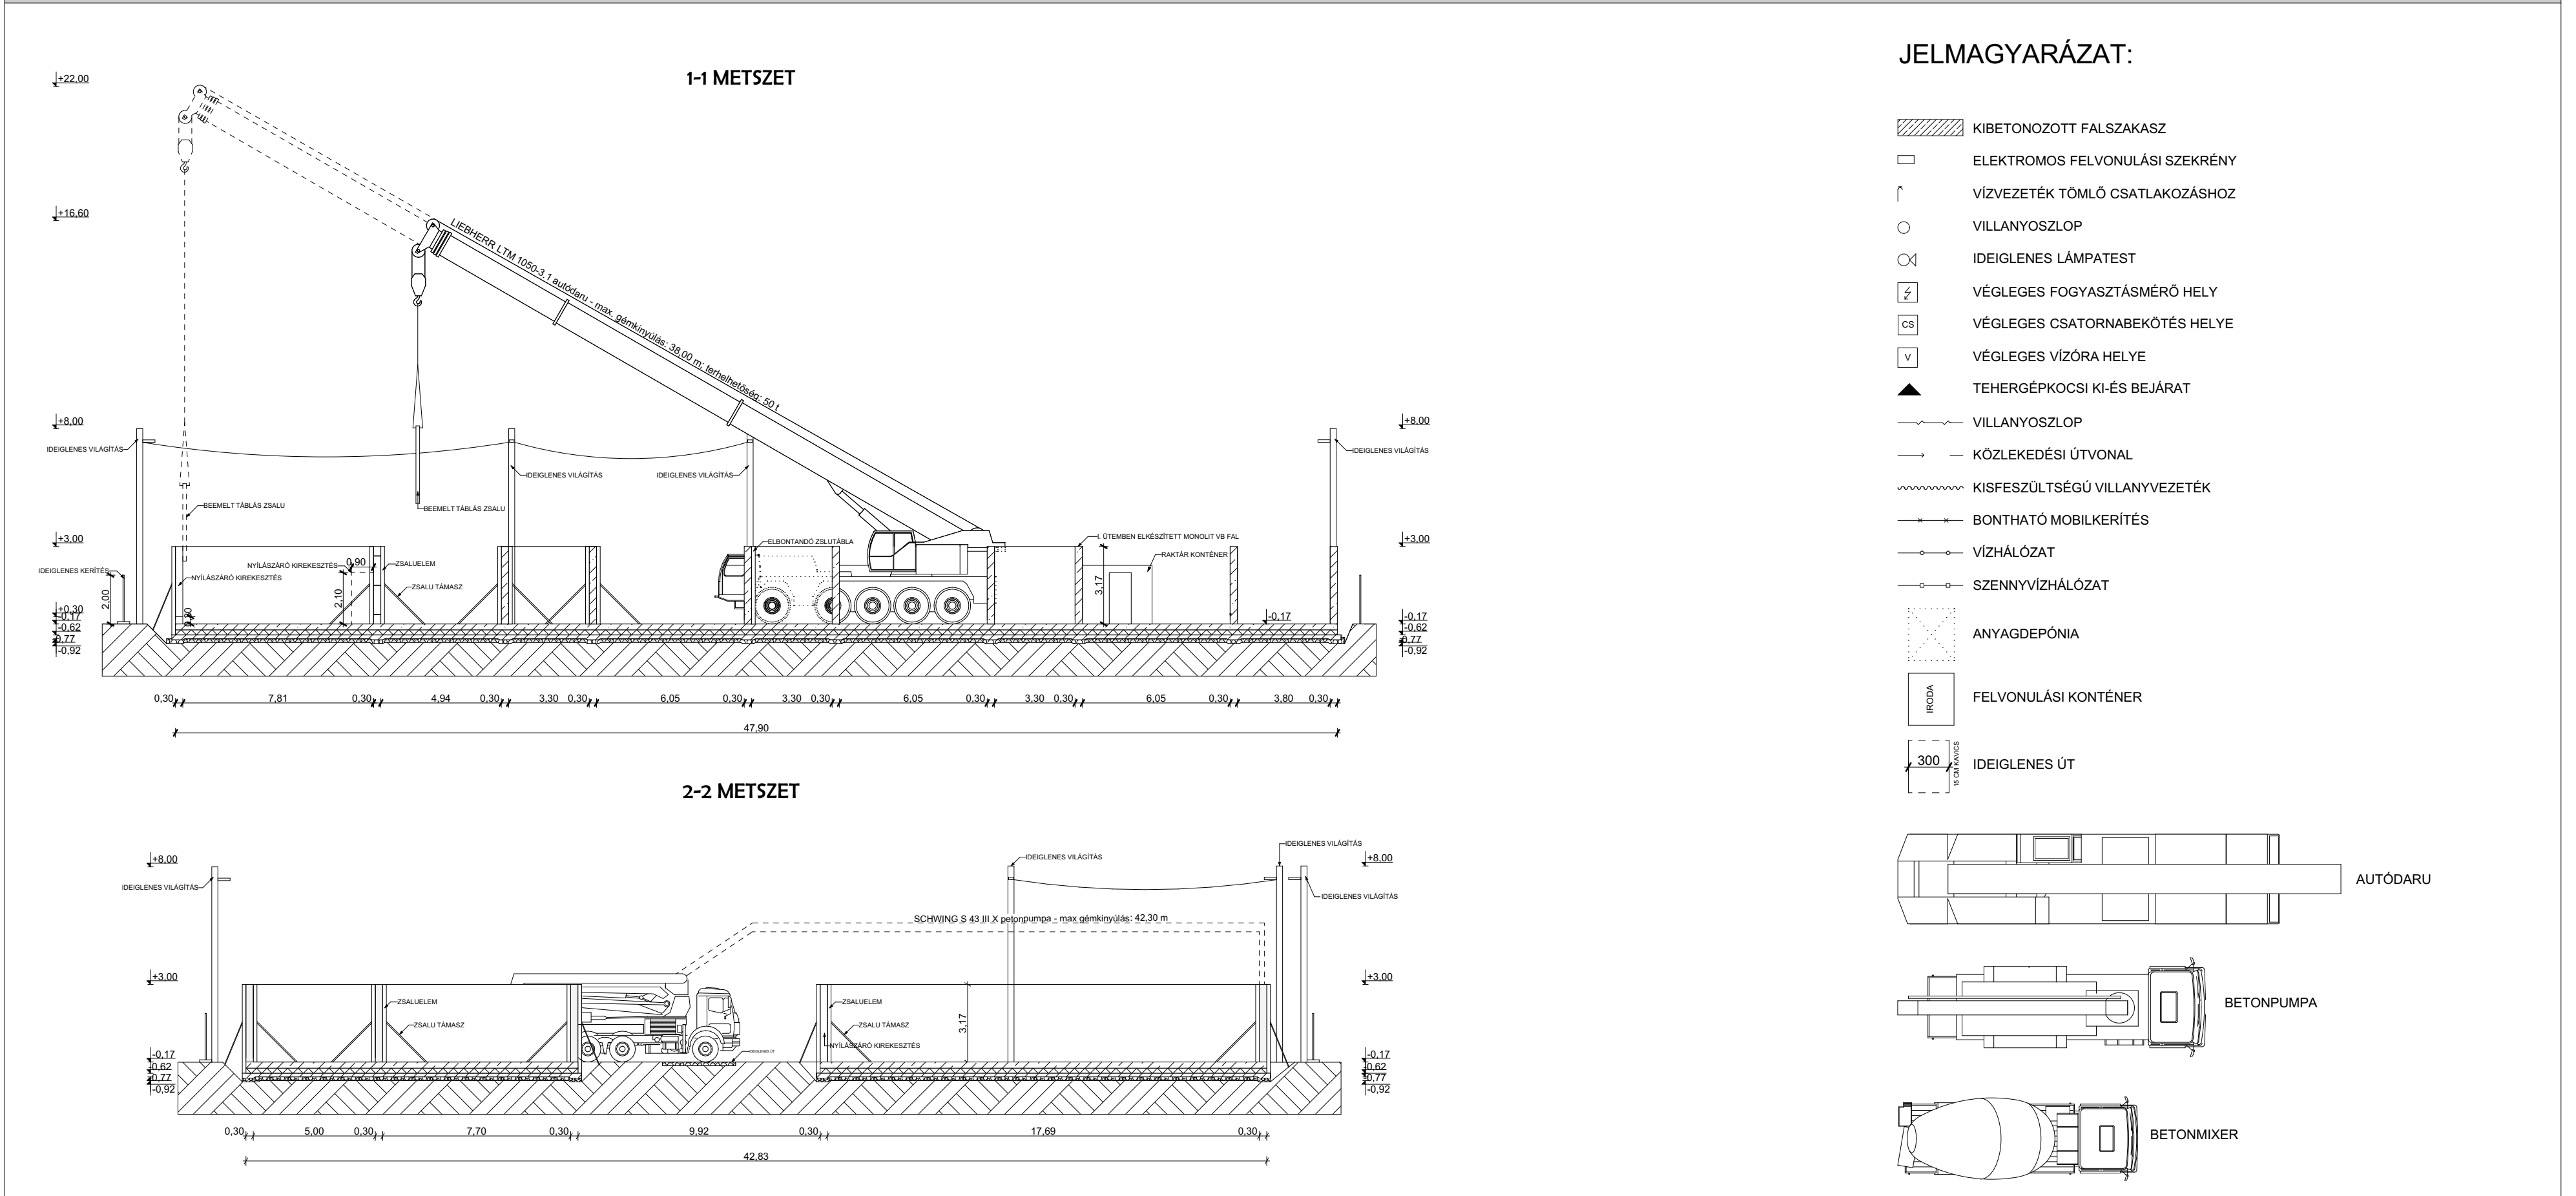 1-1 METSZET
+22,00
+16,60
LIEBHERR LTM 1050-3.1 autódaru - max. gémkinyúlás: 38,00 m; terhelhetőség: 50 t
+8,00
+8,00
IDEIGLENES VILÁGÍTÁS
IDEIGLENES VILÁGÍTÁS
IDEIGLENES VILÁGÍTÁS
IDEIGLENES VILÁGÍTÁS
BEEMELT TÁBLÁS ZSALU
BEEMELT TÁBLÁS ZSALU
+3,00
+3,00
ELBONTANDÓ ZSLUTÁBLA
I. ÜTEMBEN ELKÉSZÍTETT MONOLIT VB FAL
RAKTÁR KONTÉNER
IDEIGLENES KERÍTÉS
NYÍLÁSZÁRÓ KIREKESZTÉS
NYÍLÁSZÁRÓ KIREKESZTÉS
0,90
ZSALUELEM
ZSALU TÁMASZ
2,00
2,10
3,17
+0,30
-0,17
-0,62
0,77
-0,92
-0,17
-0,17
-0,62
0,77
-0,92
0,30 7,81 0,30 4,94 0,30 3,30 0,30 6,05 0,30 3,30 0,30 6,05 0,30 3,30 0,30 6,05 0,30 3,80 0,30
47,90
2-2 METSZET
+8,00
+8,00
IDEIGLENES VILÁGÍTÁS
IDEIGLENES VILÁGÍTÁS
IDEIGLENES VILÁGÍTÁS
IDEIGLENES VILÁGÍTÁS
SCHWING S 43 III X petonpumpa - max gémkinyúlás: 42,30 m
+3,00
+3,00
ZSALUELEM
ZSALU TÁMASZ
ZSALUELEM
ZSALU TÁMASZ
NYÍLÁSZÁRÓ KIREKESZTÉS
3,17
IDEIGLENES ÚT
-0,17
0,62
0,77
-0,92
-0,17
0,62
0,77
-0,92
0,30 5,00 0,30 7,70 0,30 9,92 0,30 17,69 0,30
42,83
JELMAGYARÁZAT:
KIBETONOZOTT FALSZAKASZ
ELEKTROMOS FELVONULÁSI SZEKRÉNY
VÍZVEZETÉK TÖMLŐ CSATLAKOZÁSHOZ
VILLANYOSZLOP
IDEIGLENES LÁMPATEST
VÉGLEGES FOGYASZTÁSMÉRŐ HELY
CS VÉGLEGES CSATORNABEKÖTÉS HELYE
V VÉGLEGES VÍZÓRA HELYE
TEHERGÉPKOCSI KI-ÉS BEJÁRAT
VILLANYOSZLOP
KÖZLEKEDÉSI ÚTVONAL
KISFESZÜLTSÉGÚ VILLANYVEZETÉK
BONTHATÓ MOBILKERÍTÉS
VÍZHÁLÓZAT
SZENNYVÍZHÁLÓZAT
ANYAGDEPÓNIA
IRODA FELVONULÁSI KONTÉNER
300 15 CM KAVICS IDEIGLENES ÚT
AUTÓDARU
BETONPUMPA
BETONMIXER